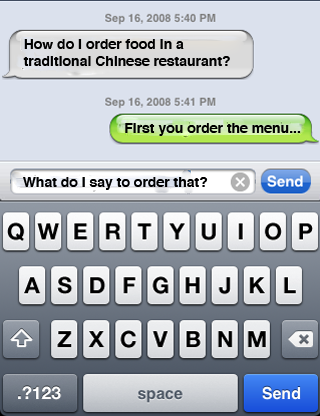 Sep 16, 2008 5:40 PM
How do I order food in a
traditional Chinese restaurant?
Sep 16, 2008 5:41 PM
First you order the menu...
What do I say to order that?
Send
Q W E R T Y U I O P
A S D F G H J K L
Z X C V B N M
.?123 space Send